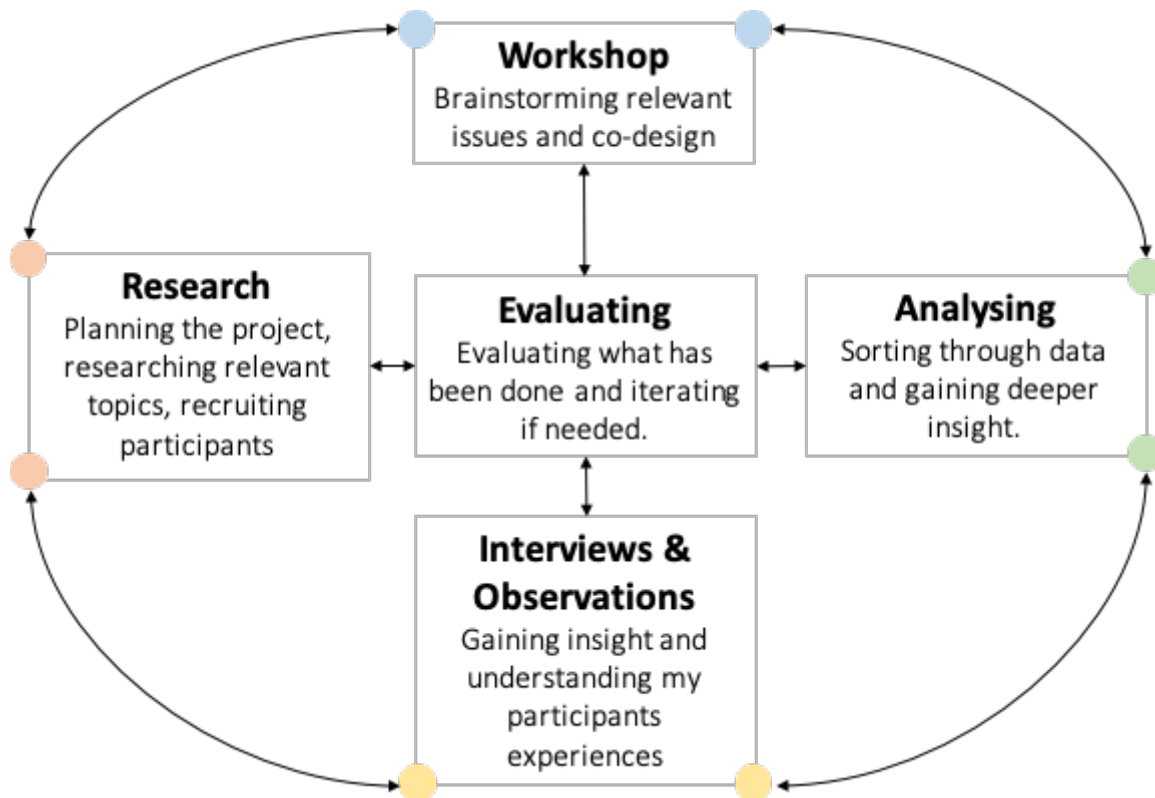 Workshop
Brainstorming relevant
issues and co-design
Research
Planning the project,
researching relevant
topics, recruiting
participants
Evaluating
Evaluating what has
been done and iterating
if needed.
Analysing
Sorting through data
and gaining deeper
insight.
Interviews &
Observations
Gaining insight and
understanding my
participants
experiences